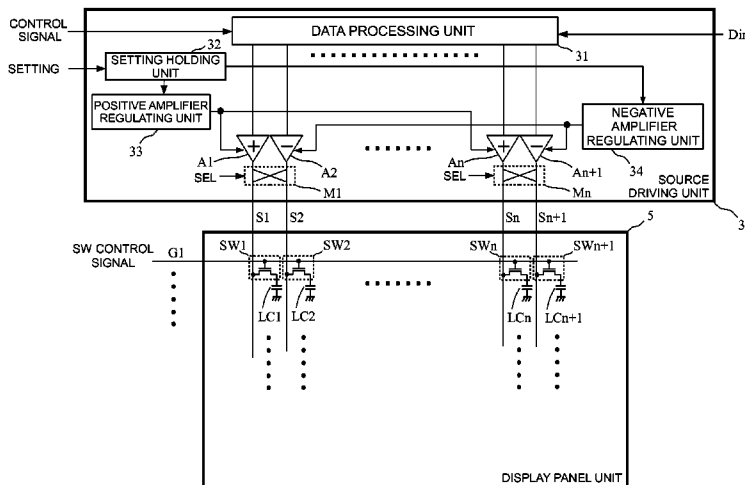 CONTROL
SIGNAL
DATA PROCESSING UNIT
31
Din
32
SETTING
SETTING HOLDING
UNIT
POSITIVE AMPLIFIER
REGULATING UNIT
33
NEGATIVE
AMPLIFIER
REGULATING UNIT
34
+
−
+
−
A1
A2
An
An+1
SEL
M1
SEL
Mn
SOURCE
DRIVING UNIT
3
S1
S2
Sn
Sn+1
5
SW CONTROL
SIGNAL
G1
SW1
SW2
SWn
SWn+1
LC1
LC2
LCn
LCn+1
DISPLAY PANEL UNIT